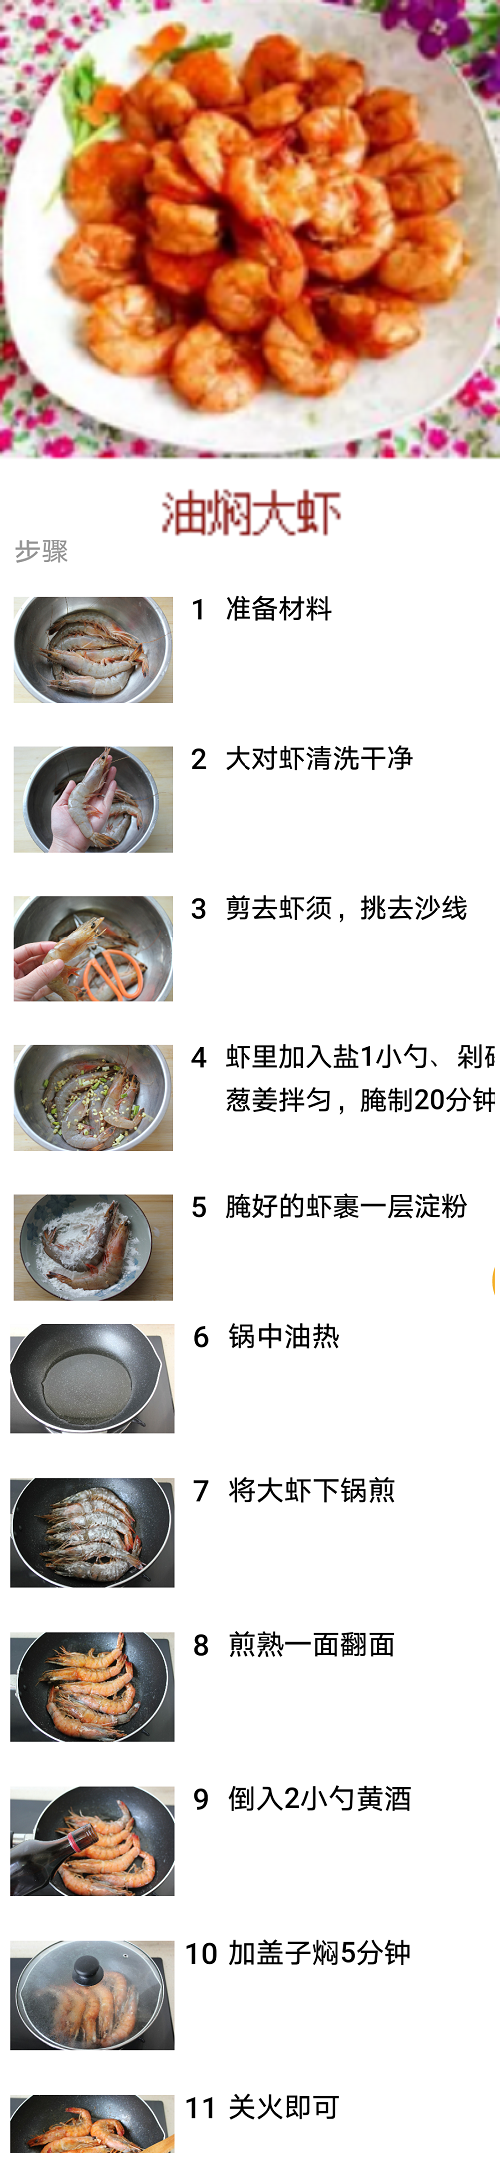 油焖大虾
步骤
1 准备材料
2 大对虾清洗干净
3 剪去虾须，挑去沙线
4 虾里加入盐1小勺、剁
葱姜拌匀，腌制20分钟
5 腌好的虾裹一层淀粉
6 锅中油热
7 将大虾下锅煎
8 煎熟一面翻面
9 倒入2小勺黄酒
10 加盖子焖5分钟
11 关火即可